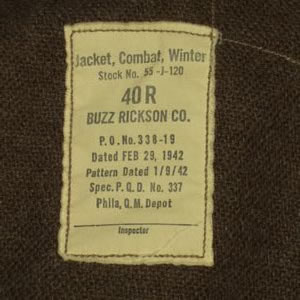 Jacket, Combat, Winter
Stock No. 55-J-120
40 R
BUZZ RICKSON CO.
P.O.No.338-19
Dated FEB 29, 1942
Pattern Dated 1/9/42
Spec. P.Q.D. No. 337
Phila, Q.M. Depot
Inspector